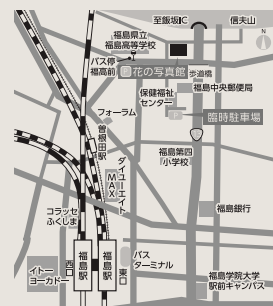 至飯坂IC
信夫山
福島県立
福島高等学校
バス停
福高前
花の写真館
歩道橋
保健福祉
センター
福島中央郵便局
P
臨時駐車場
フォーラム
曽根田駅
福島第四
小学校
ダイユーエイト
MAX
コラッセ
ふくしま
福島銀行
福島駅
福島駅
西口
東口
バス
ターミナル
イトー
ヨーカドー
福島学院大学
駅前キャンパス